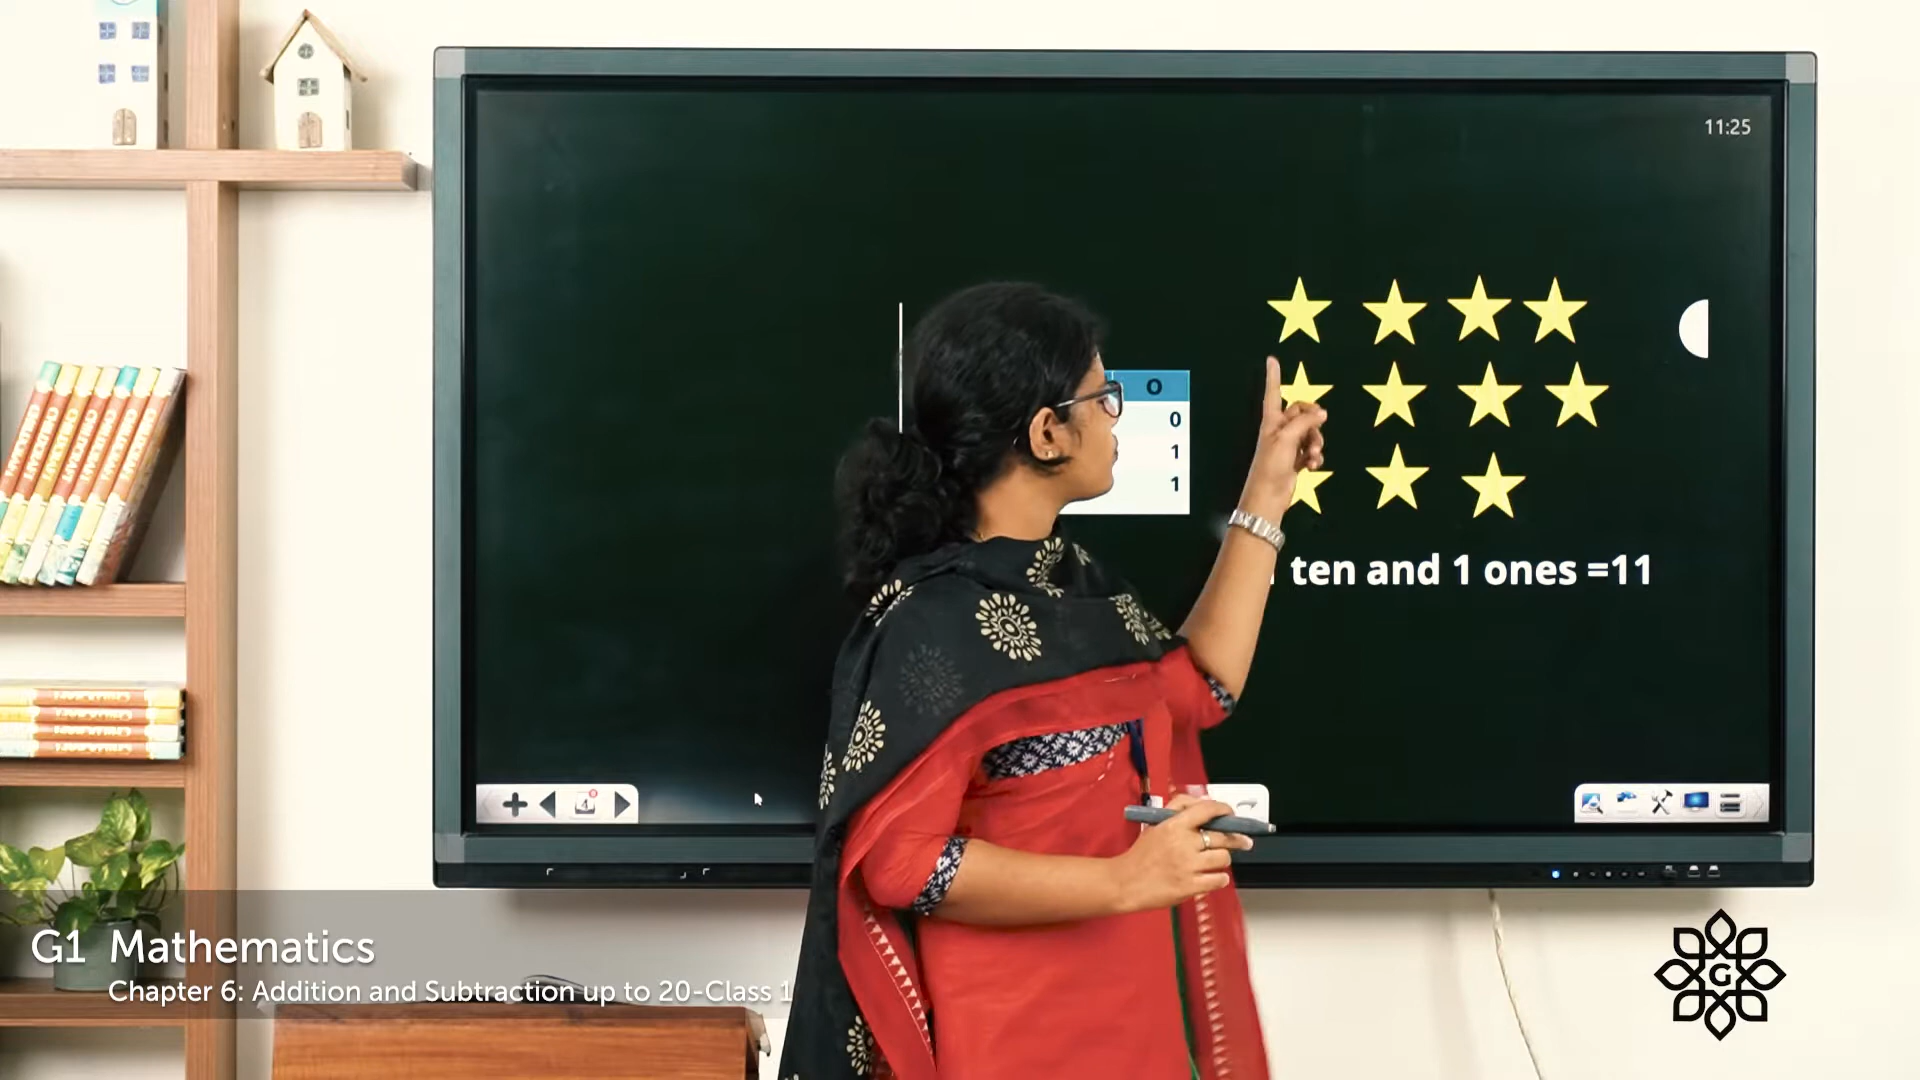 11:25
O
0
1
1
ten and 1 ones =11
4
G1 Mathematics
Chapter 6: Addition and Subtraction up to 20-Class 1
G